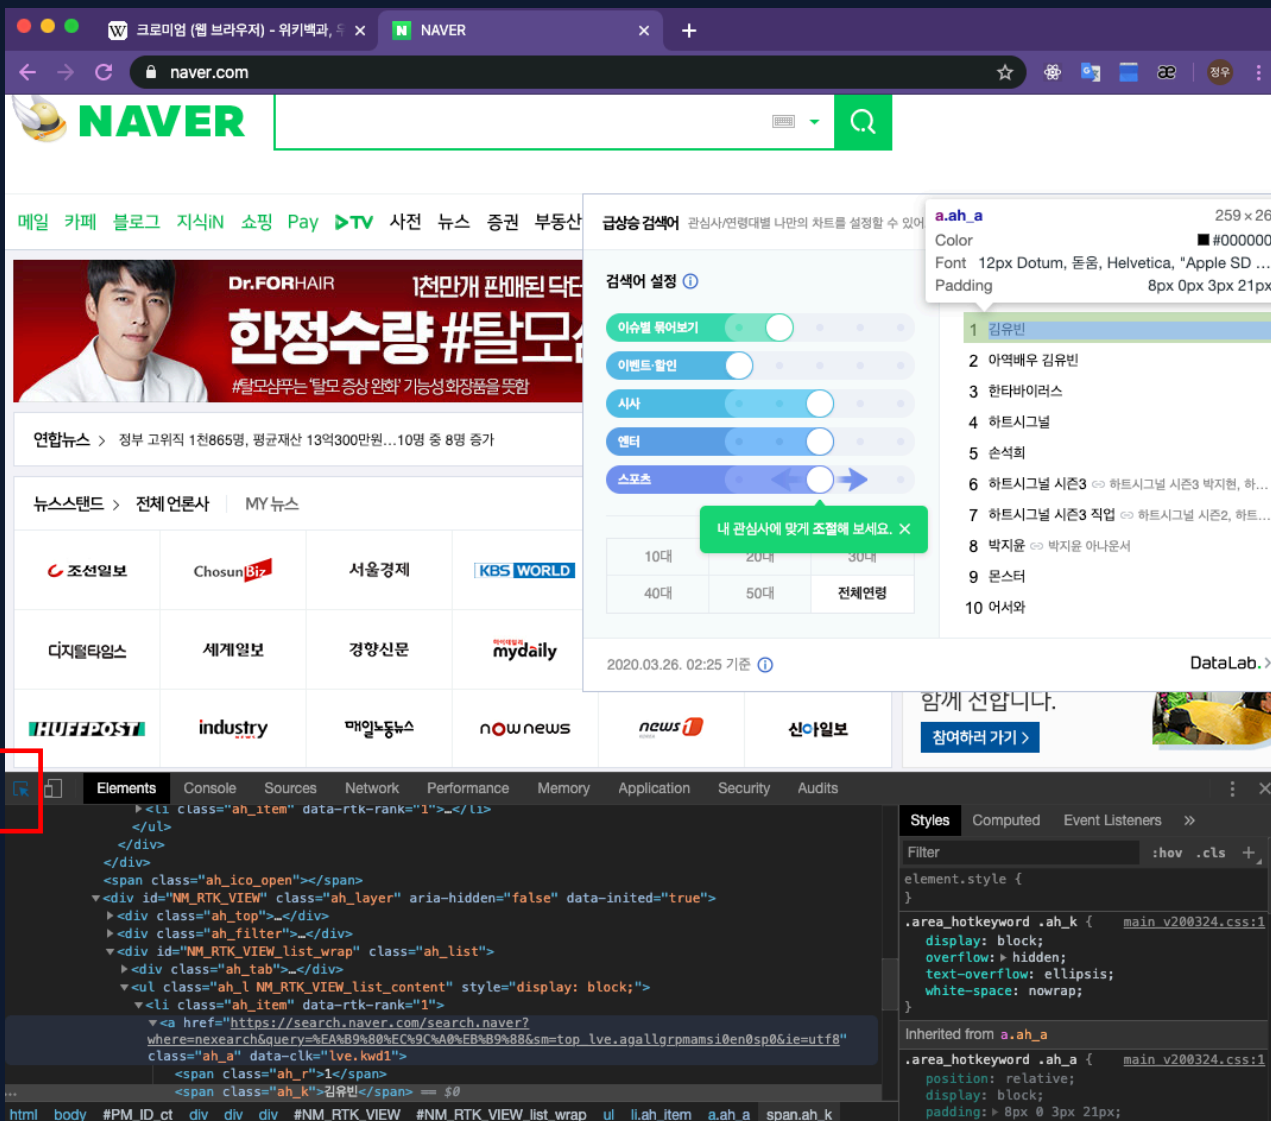 크로미엄 (웹 브라우저) - 위키백과,
NAVER
naver.com
정우
NAVER
메일 카페 블로그 지식iN 쇼핑 Pay TV 사전 뉴스 증권 부동산
급상승 검색어 관심사/연령대별 나만의 차트를 설정할 수 있어
a.ah_a 259 × 26
Color #000000
Font 12px Dotum, 돋움, Helvetica, "Apple SD ...
Padding 8px 0px 3px 21px
Dr.FORHAIR 1천만개 판매된 닥터
한정수량 #탈모
#탈모샴푸는 '탈모 증상 완화' 기능성 화장품을 뜻함
검색어 설정
이슈별 묶어보기
이벤트·할인
시사
엔터
스포츠
내 관심사에 맞게 조절해 보세요.
10대 20대 30대
40대 50대 전체연령
1 김유빈
2 아역배우 김유빈
3 한타바이러스
4 하트시그널
5 손석희
6 하트시그널 시즌3 하트시그널 시즌3 박지현, 하...
7 하트시그널 시즌3 직업 하트시그널 시즌2, 하트...
8 박지윤 박지윤 아나운서
9 몬스터
10 어서와
2020.03.26. 02:25 기준
DataLab.
연합뉴스 > 정부 고위직 1천865명, 평균재산 13억300만원...10명 중 8명 증가
뉴스스탠드 > 전체 언론사 MY 뉴스
조선일보 ChosunBiz 서울경제 KBS WORLD
디지털타임스 세계일보 경향신문 이데일리 mydaily
HUFFPOST industry NEWS 매일노동뉴스 nownews news1 KOREA 신아일보
함께 선합니다.
참여하러 가기 >
Elements Console Sources Network Performance Memory Application Security Audits
▶<li class="ah_item" data-rtk-rank="1">…</li>
</ul>
</div>
</div>
<span class="ah_ico_open"></span>
▼<div id="NM_RTK_VIEW" class="ah_layer" aria-hidden="false" data-inited="true">
▶<div class="ah_top">…</div>
▶<div class="ah_filter">…</div>
▼<div id="NM_RTK_VIEW_list_wrap" class="ah_list">
▶<div class="ah_tab">…</div>
▼<ul class="ah_l NM_RTK_VIEW_list_content" style="display: block;">
▼<li class="ah_item" data-rtk-rank="1">
▼<a href="https://search.naver.com/search.naver?
where=nexearch&query=%EA%B9%80%EC%9C%A0%EB%B9%88&sm=top_lve.agallgrpmamsi0en0sp0&ie=utf8"
class="ah_a" data-clk="lve.kwd1">
<span class="ah_r">1</span>
... <span class="ah_k">김유빈</span> == $0
html body #PM_ID_ct div div div #NM_RTK_VIEW #NM_RTK_VIEW_list_wrap ul li.ah_item a.ah_a span.ah_k
Styles Computed Event Listeners »
Filter :hov .cls +
element.style {
}
.area_hotkeyword .ah_k { main_v200324.css:1
display: block;
overflow: ▶ hidden;
text-overflow: ellipsis;
white-space: nowrap;
}
Inherited from a.ah_a
.area_hotkeyword .ah_a { main_v200324.css:1
position: relative;
display: block;
padding: ▶ 8px 0 3px 21px;